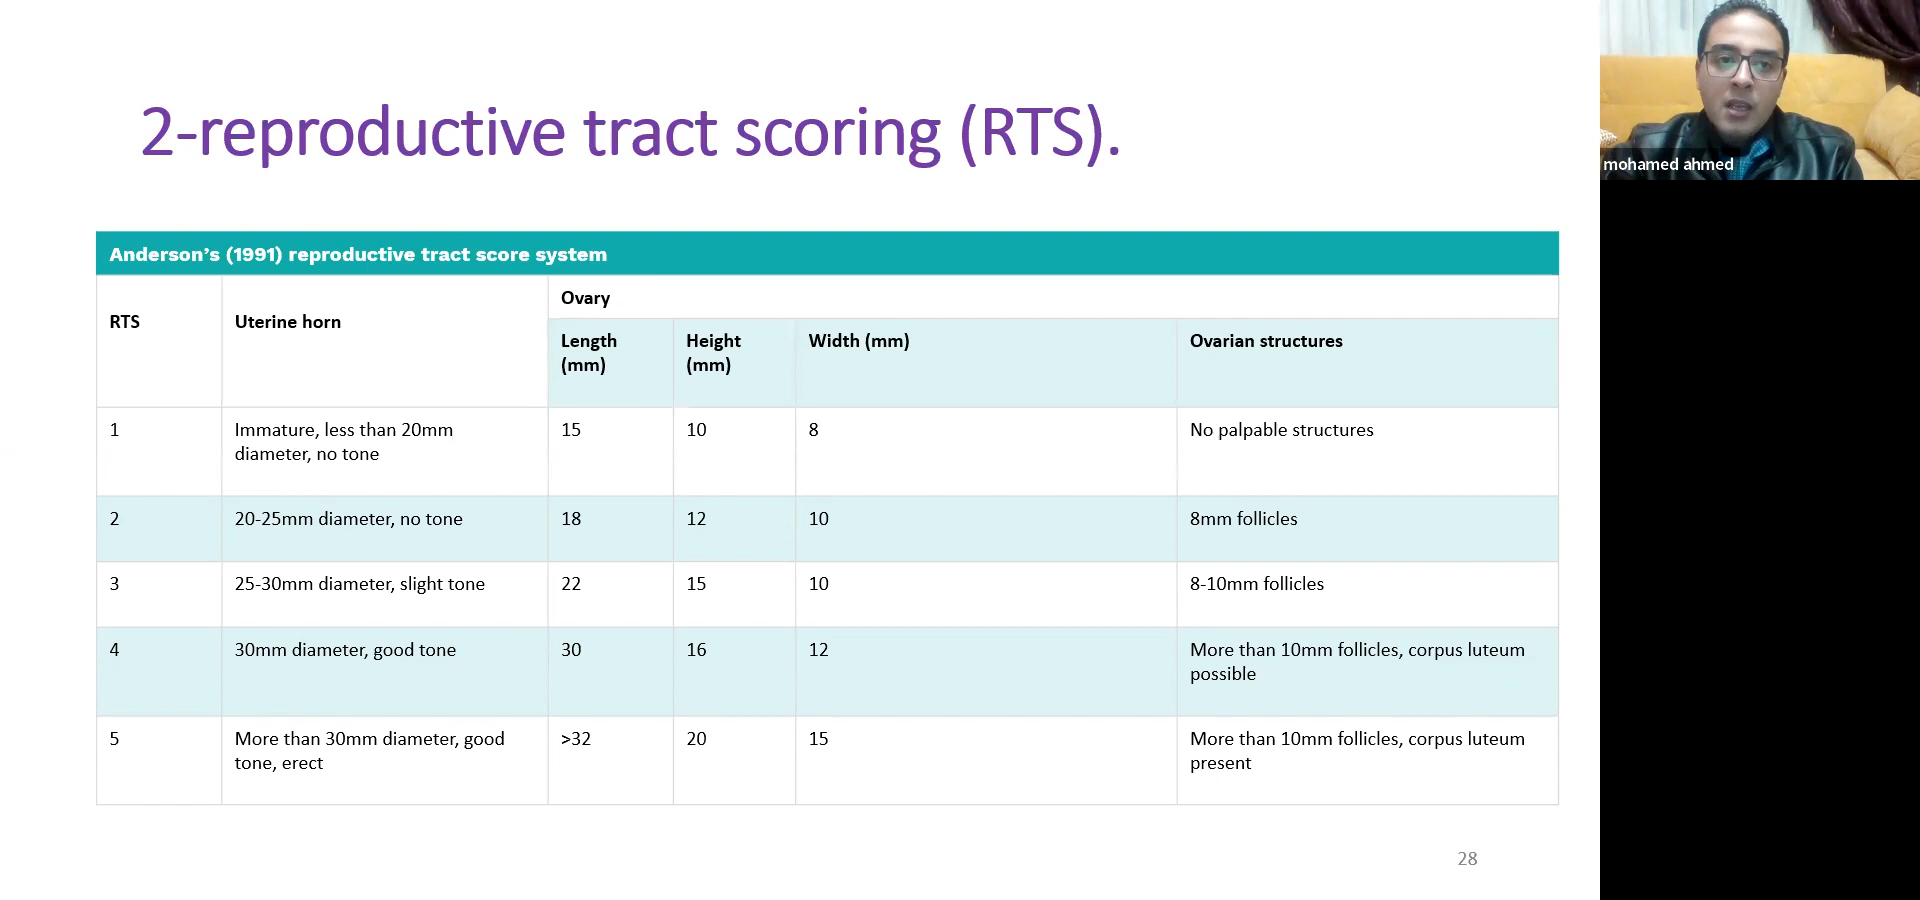 2-reproductive tract scoring (RTS).
mohamed ahmed
Anderson’s (1991) reproductive tract score system
RTS
Uterine horn
Ovary
Length
(mm)
Height
(mm)
Width (mm)
Ovarian structures
1
Immature, less than 20mm
diameter, no tone
15
10
8
No palpable structures
2
20-25mm diameter, no tone
18
12
10
8mm follicles
3
25-30mm diameter, slight tone
22
15
10
8-10mm follicles
4
30mm diameter, good tone
30
16
12
More than 10mm follicles, corpus luteum
possible
5
More than 30mm diameter, good
tone, erect
>32
20
15
More than 10mm follicles, corpus luteum
present
28